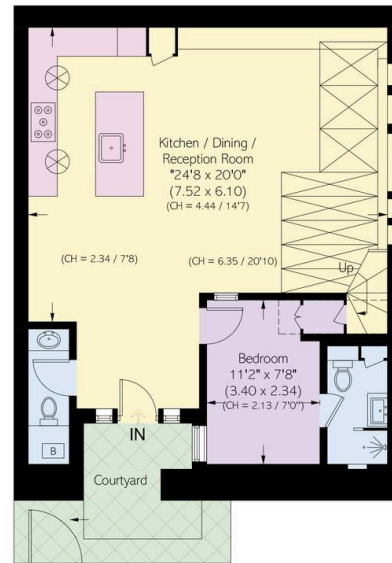 Kitchen / Dining /
Reception Room
"24'8 x 20'0"
(7.52 x 6.10)
(CH = 4.44 / 14'7)
(CH = 2.34 / 7'8)
(CH = 6.35 / 20'10)
Up
Bedroom
11'2" x 7'8"
(3.40 x 2.34)
(CH = 2.13 / 7'0")
B
IN
Courtyard